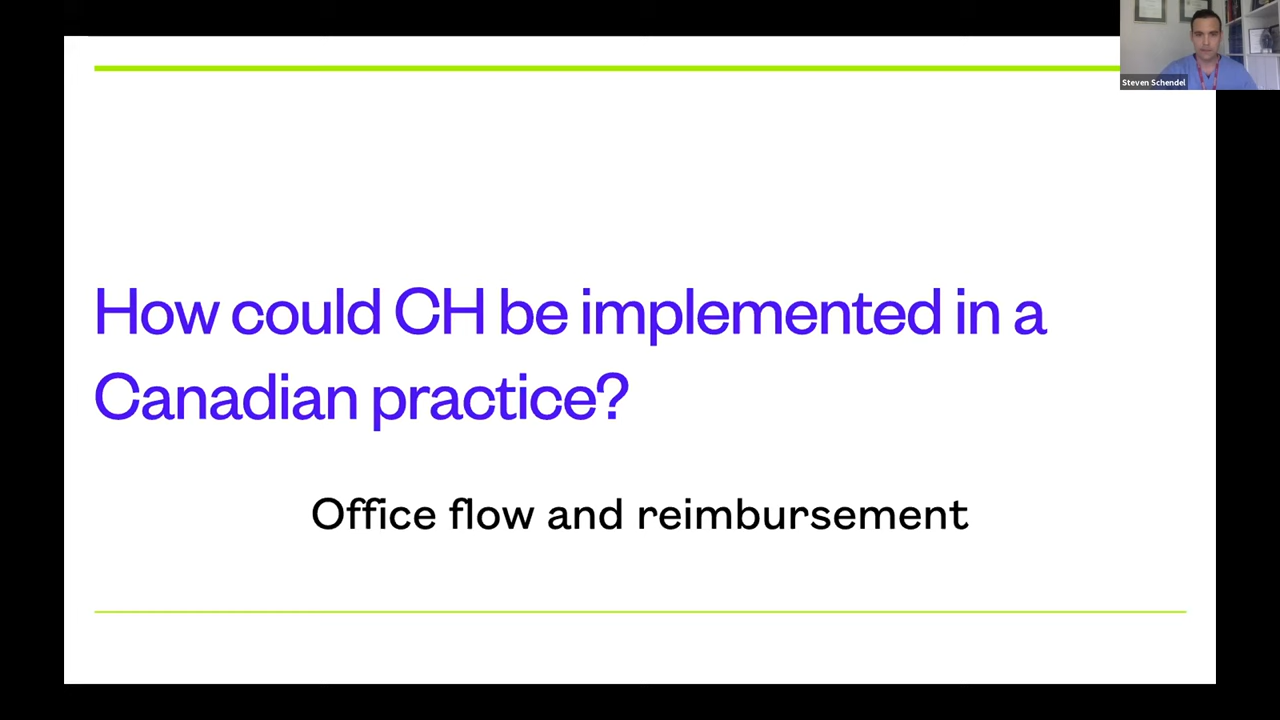 Steven Schendel
How could CH be implemented in a
Canadian practice?
Office flow and reimbursement